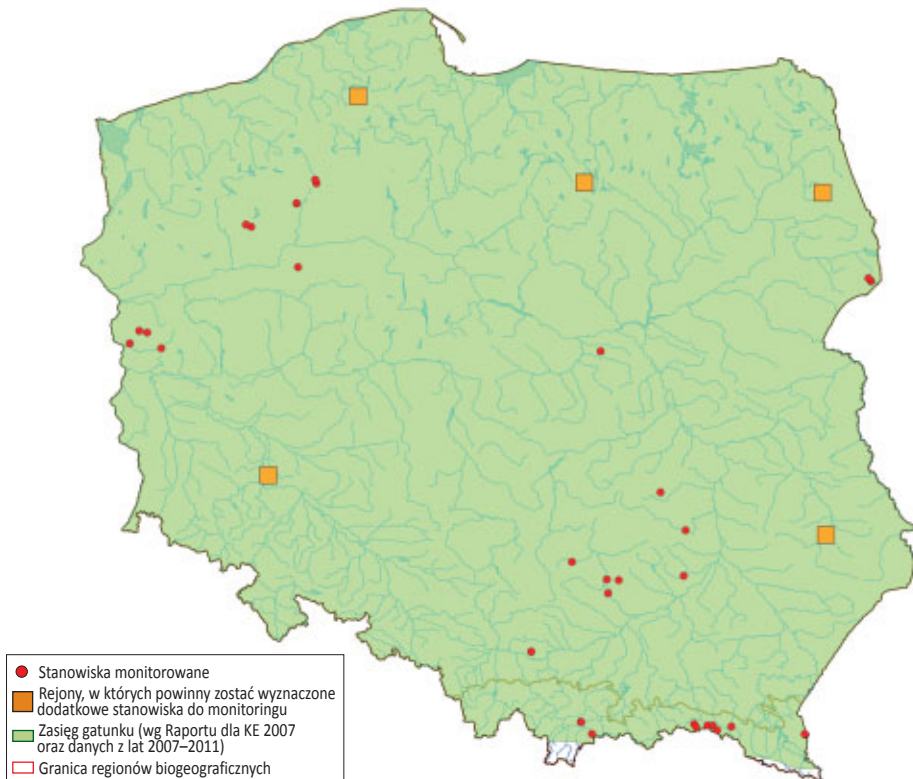 Stanowiska monitorowane
Rejony, w których powinny zostać wyznaczone
dodatkowe stanowiska do monitoringu
Zasięg gatunku (wg Raportu dla KE 2007
oraz danych z lat 2007–2011)
Granica regionów biogeograficznych